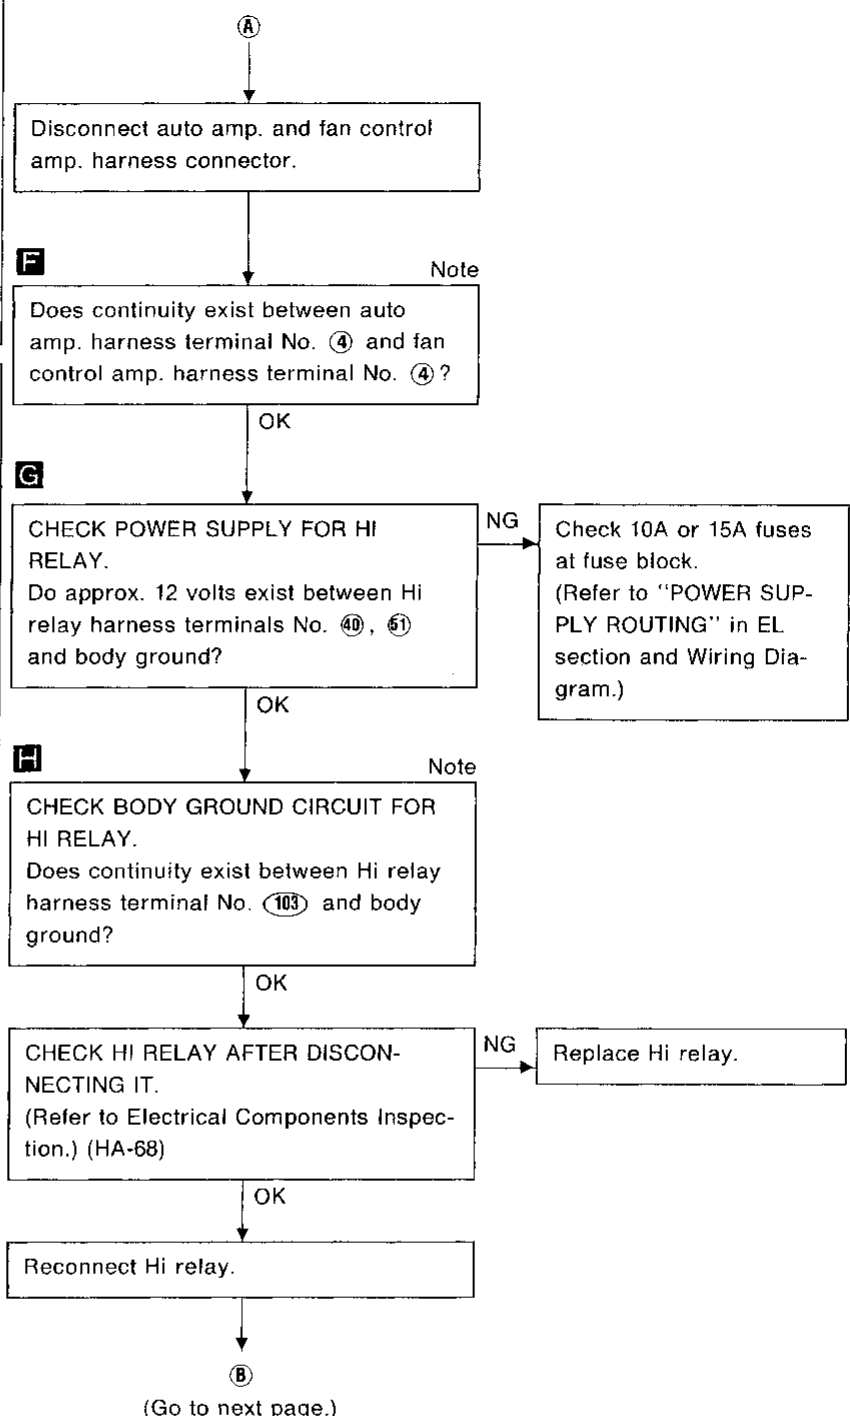 A
Disconnect auto amp. and fan control
amp. harness connector.
F
Note
Does continuity exist between auto
amp. harness terminal No. ④ and fan
control amp. harness terminal No. ④?
OK
G
CHECK POWER SUPPLY FOR HI
RELAY.
Do approx. 12 volts exist between Hi
relay harness terminals No. ㊵, 51
and body ground?
NG
Check 10A or 15A fuses
at fuse block.
(Refer to "POWER SUP-
PLY ROUTING" in EL
section and Wiring Dia-
gram.)
OK
H
Note
CHECK BODY GROUND CIRCUIT FOR
HI RELAY.
Does continuity exist between Hi relay
harness terminal No. 103 and body
ground?
OK
CHECK HI RELAY AFTER DISCON-
NECTING IT.
(Refer to Electrical Components Inspec-
tion.) (HA-68)
NG
Replace Hi relay.
OK
Reconnect Hi relay.
B
(Go to next page.)